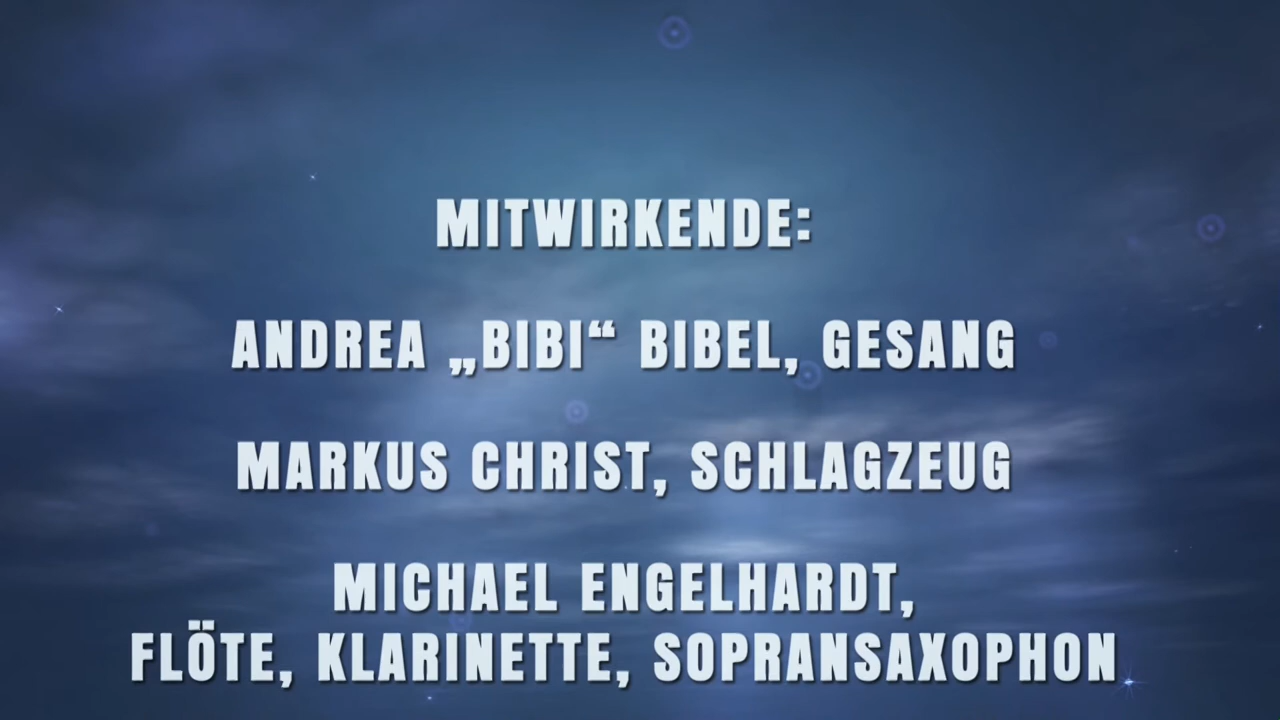 MITWIRKENDE:
ANDREA „BIBI“ BIBEL, GESANG
MARKUS CHRIST, SCHLAGZEUG
MICHAEL ENGELHARDT,
FLÖTE, KLARINETTE, SOPRANSAXOPHON